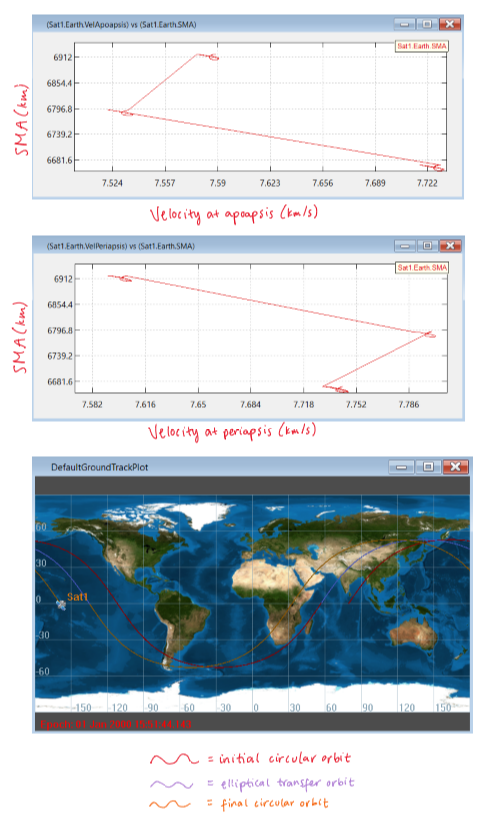 (Sat1.Earth.VelApoapsis) vs (Sat1.Earth.SMA)
Sat1.Earth.SMA
6912
6854.4
6796.8
6739.2
6681.6
SMA (km)
7.524 7.557 7.59 7.623 7.656 7.689 7.722
Velocity at apoapsis (km/s)
(Sat1.Earth.VelPeriapsis) vs (Sat1.Earth.SMA)
Sat1.Earth.SMA
6912
6854.4
6796.8
6739.2
6681.6
SMA (km)
7.582 7.616 7.65 7.684 7.718 7.752 7.786
Velocity at periapsis (km/s)
DefaultGroundTrackPlot
60
30
0
-30
-60
Sat1
-150 -120 -90 -60 -30 0 30 60 90 120 150
= initial circular orbit
= elliptical transfer orbit
= final circular orbit